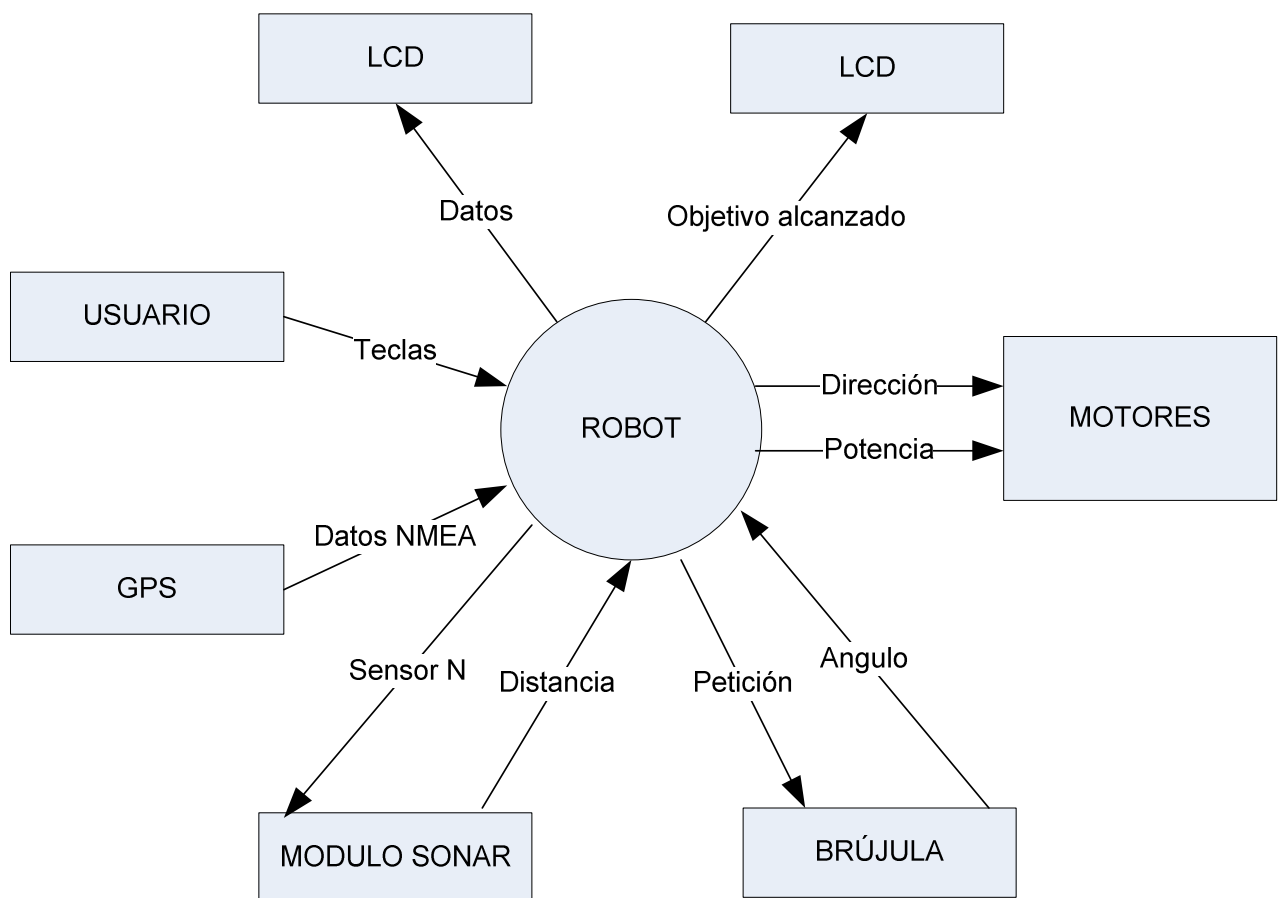 LCD
LCD
Datos
Objetivo alcanzado
USUARIO
Teclas
Dirección
ROBOT
MOTORES
Potencia
Datos NMEA
GPS
Sensor N
Distancia
Petición
Angulo
MODULO SONAR
BRÚJULA